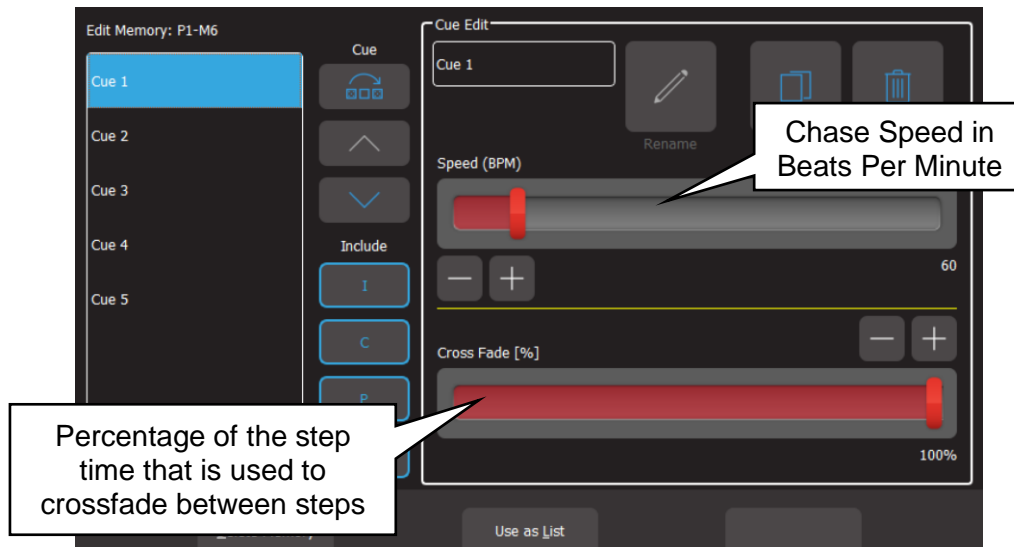 Edit Memory: P1-M6
Cue 1
Cue 2
Cue 3
Cue 4
Cue 5
Cue
Include
I
C
P
Cue Edit
Cue 1
Rename
Chase Speed in
Beats Per Minute
Speed (BPM)
60
Cross Fade [%]
100%
Percentage of the step
time that is used to
crossfade between steps
Use as List